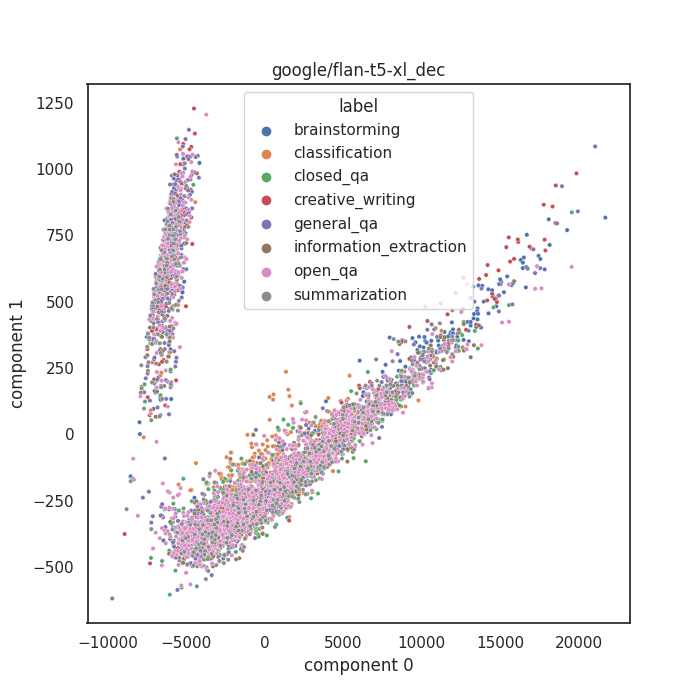 google/flan-t5-xl_dec
label
brainstorming
classification
closed_qa
creative_writing
general_qa
information_extraction
open_qa
summarization
component 1
1250
1000
750
500
250
0
−250
−500
−10000 −5000 0 5000 10000 15000 20000
component 0